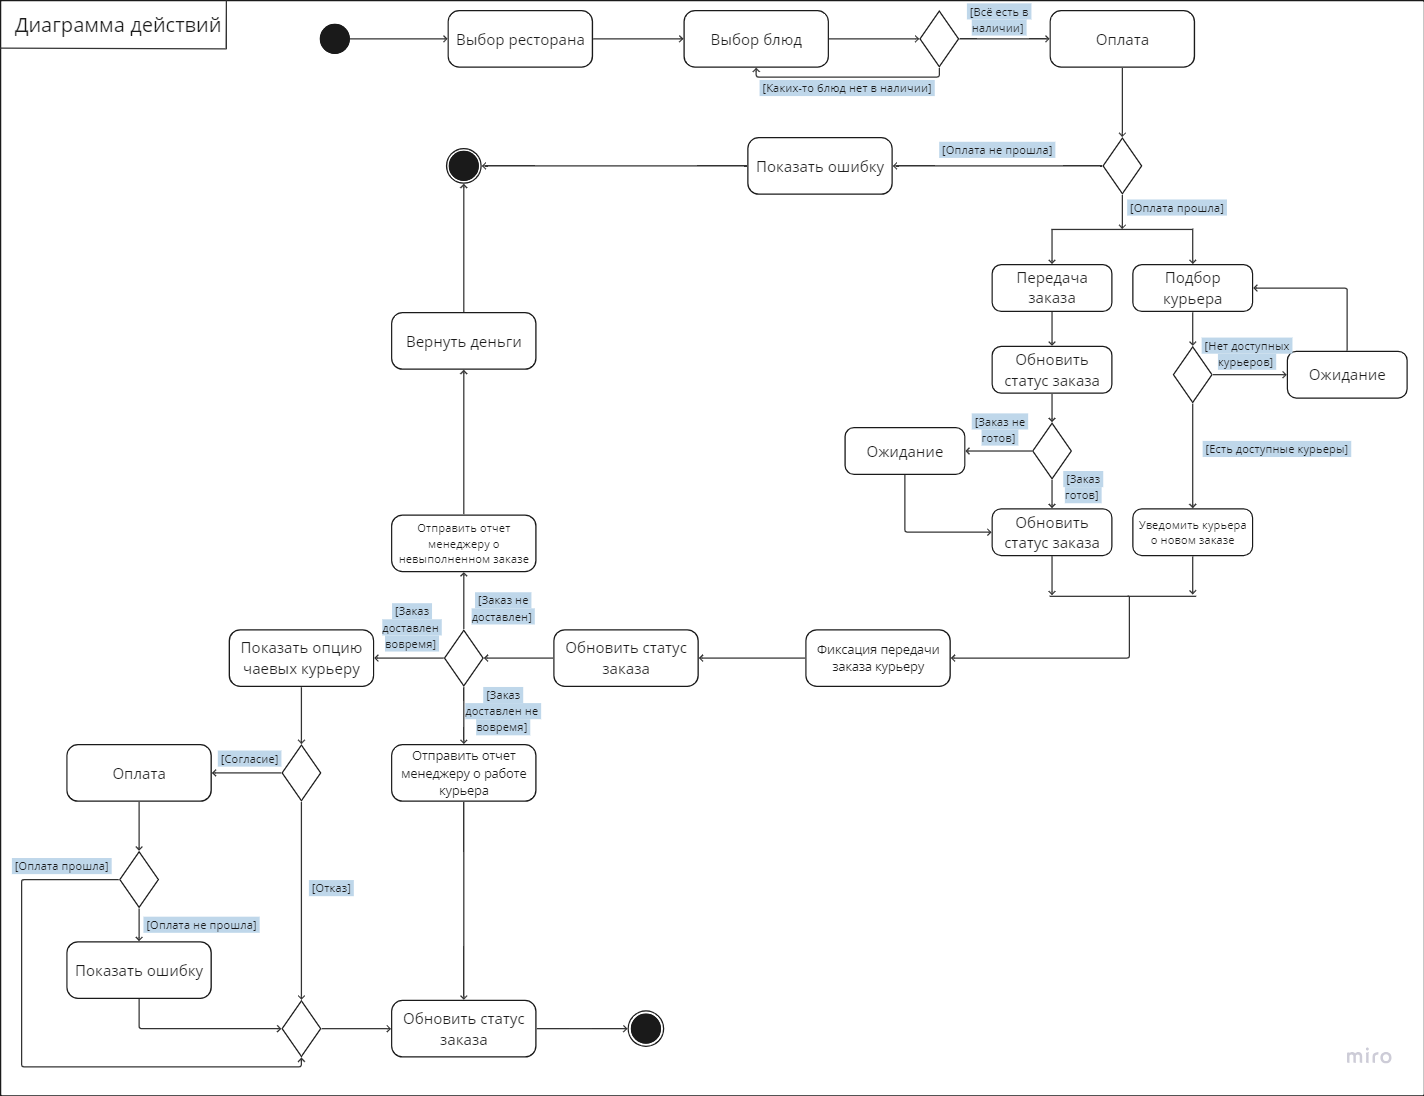 Диаграмма действий
Выбор ресторана
Выбор блюд
[Всё есть в
наличии]
Оплата
[Каких-то блюд нет в наличии]
Показать ошибку
[Оплата не прошла]
[Оплата прошла]
Передача
заказа
Подбор
курьера
Вернуть деньги
Обновить
статус заказа
[Нет доступных
курьеров]
Ожидание
[Заказ не
готов]
Ожидание
[Есть доступные курьеры]
[Заказ
готов]
Отправить отчет
менеджеру о
невыполненном заказе
Обновить
статус заказа
Уведомить курьера
о новом заказе
[Заказ
доставлен
вовремя]
[Заказ не
доставлен]
Показать опцию
чаевых курьеру
Обновить статус
заказа
Фиксация передачи
заказа курьеру
[Заказ
доставлен не
вовремя]
Оплата
[Согласие]
Отправить отчет
менеджеру о работе
курьера
[Оплата прошла]
[Отказ]
[Оплата не прошла]
Показать ошибку
Обновить статус
заказа
miro